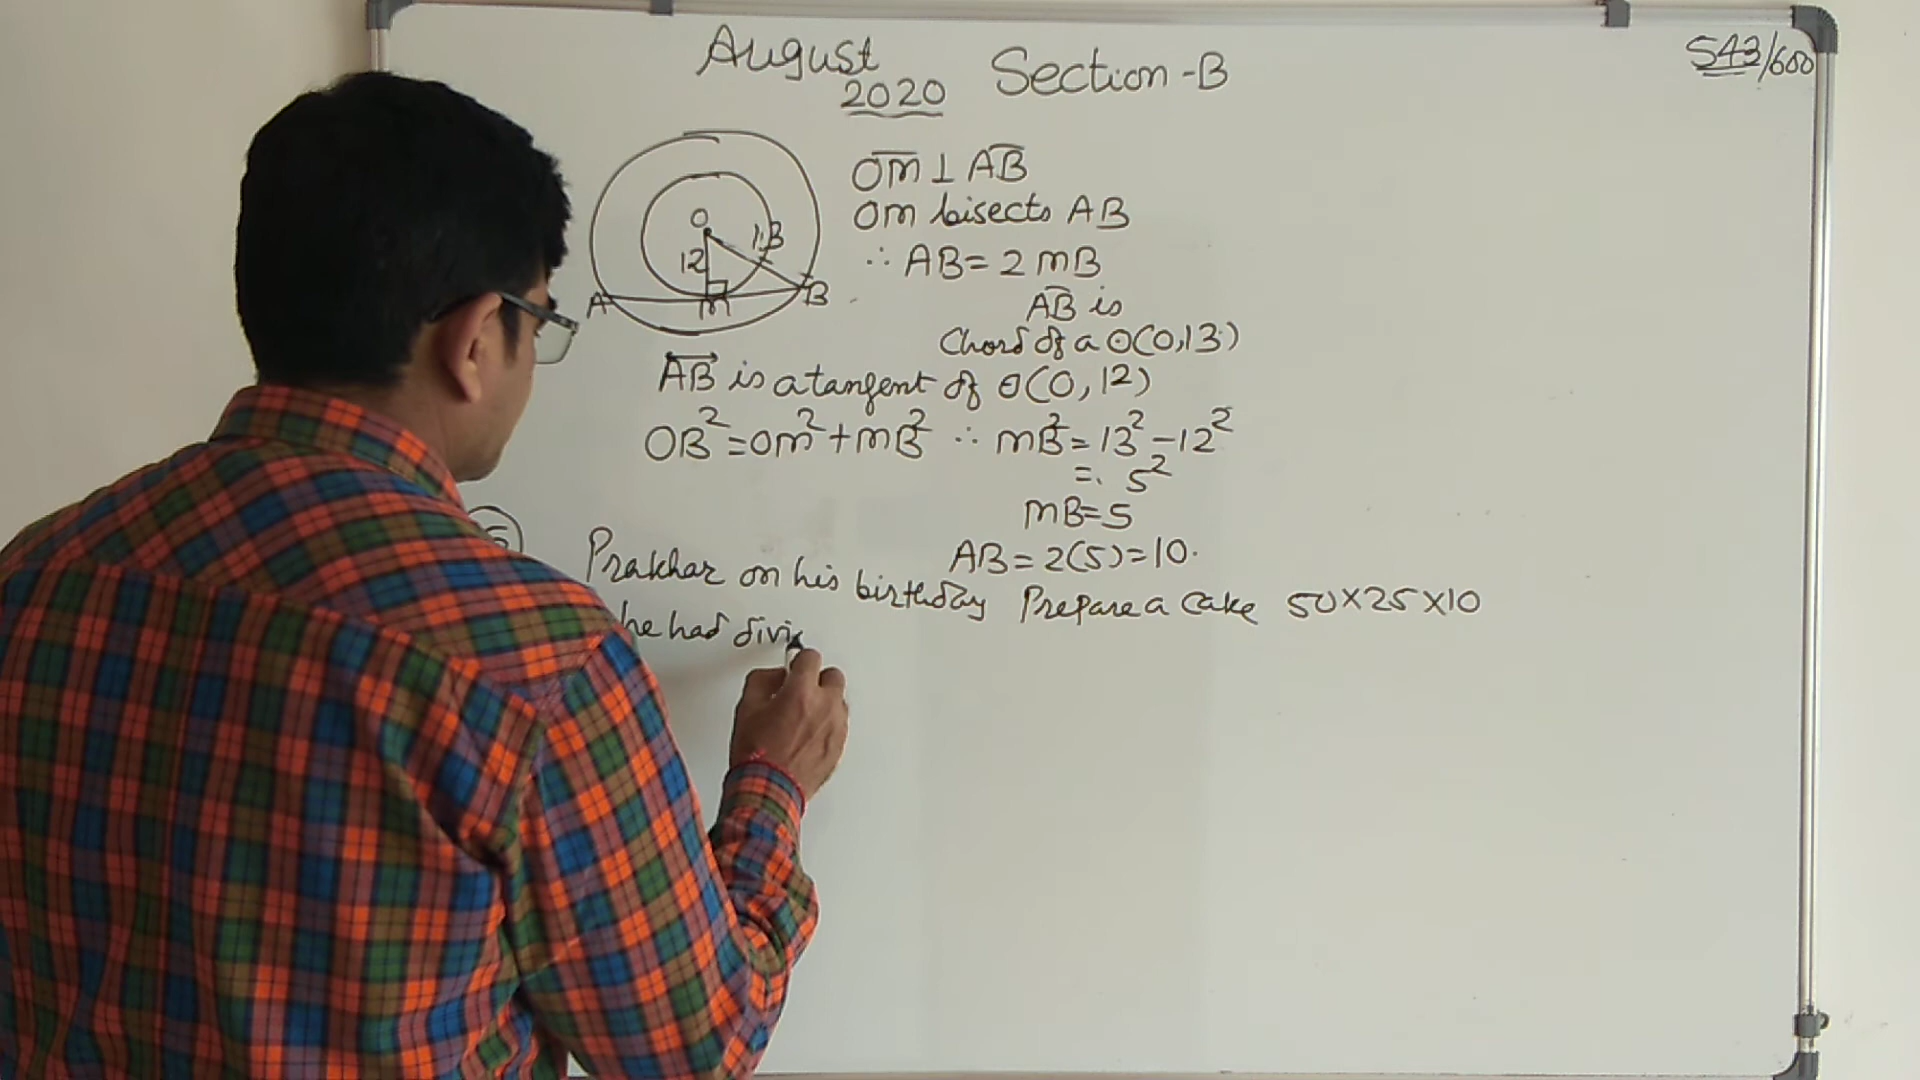 August
2020
Section-B
543/600
O
12
13
A
M
B
OM ⊥ AB
OM bisects AB
∴ AB = 2 MB
AB is
Chord of a ⊙(O,13)
AB is a tangent of ⊙(O,12)
OB² = OM² + MB² ∴ MB² = 13² - 12²
= 5²
MB = 5
AB = 2(5) = 10.
Prakhar on his birthday Prepare a cake 50×25×10
he had divi